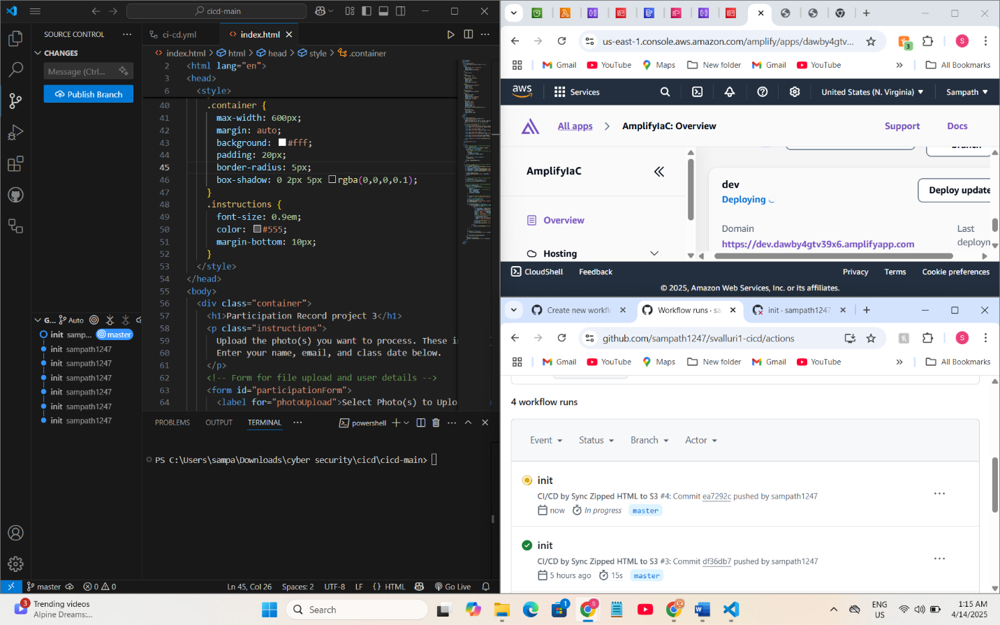 cicd-main
SOURCE CONTROL
CHANGES
Message (Ctrl...
Publish Branch
G...
Auto
init samp... master
init sampath1247
init sampath1247
init sampath1247
init sampath1247
init sampath1247
init sampath1247
ci-cd.yml
index.html
index.html > html > head > style > .container
2 <html lang="en">
3 <head>
6 <style>
40 .container {
41 max-width: 600px;
42 margin: auto;
43 background: #fff;
44 padding: 20px;
45 border-radius: 5px;
46 box-shadow: 0 2px 5px rgba(0,0,0,0.1);
47 }
48 .instructions {
49 font-size: 0.9em;
50 color: #555;
51 margin-bottom: 10px;
52 }
53 </style>
54 </head>
55 <body>
56 <div class="container">
57 <h1>Participation Record project 3</h1>
58 <p class="instructions">
59 Upload the photo(s) you want to process. These i
60 Enter your name, email, and class date below.
61 </p>
62 <!-- Form for file upload and user details -->
63 <form id="participationForm">
64 <label for="photoUpload">Select Photo(s) to Uplo
PROBLEMS OUTPUT TERMINAL
powershell
PS C:\Users\sampa\Downloads\cyber security\cicd\cicd-main>
master
0 0
Ln 45, Col 26 Spaces: 2 UTF-8 LF {} HTML Go Live
us-east-1.console.aws.amazon.com/amplify/apps/dawby4gtv...
3
S
Gmail YouTube Maps New folder Gmail YouTube » All Bookmarks
aws
Services
United States (N. Virginia)
Sampath
All apps > AmplifyIaC: Overview
Support
Docs
AmplifyIaC
Overview
Hosting
branch
dev
Deploying
Deploy update
Domain
https://dev.dawby4gtv39x6.amplifyapp.com
Last
deploym
CloudShell Feedback Privacy Terms Cookie preferences
© 2025, Amazon Web Services, Inc. or its affiliates.
Create new workfl
Workflow runs · sa
init · sampath1247
github.com/sampath1247/svalluri1-cicd/actions
S
Gmail YouTube Maps New folder Gmail YouTube » All Bookmarks
4 workflow runs
Event Status Branch Actor
init
CI/CD by Sync Zipped HTML to S3 #4: Commit ea7292c pushed by sampath1247
now In progress master
init
CI/CD by Sync Zipped HTML to S3 #3: Commit df36db7 pushed by sampath1247
5 hours ago 15s master
3
Trending videos
Alpine Dreams:...
Search
1
S
ENG
US
1:15 AM
4/14/2025